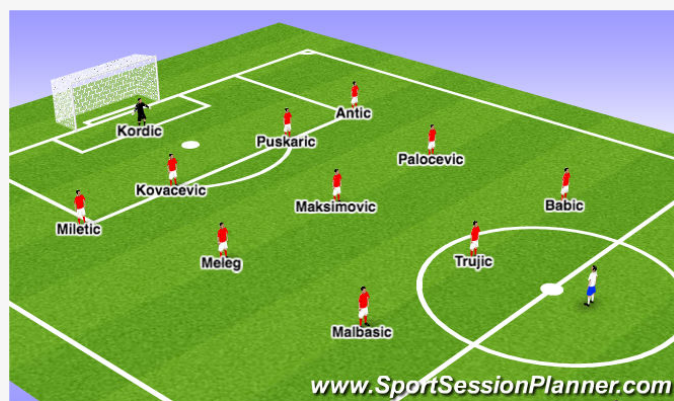 Antic
Kordic
Puskaric
Palocevic
Kovacevic
Maksimovic
Babic
Miletic
Meleg
Trujic
Malbasic
www.SportSessionPlanner.com